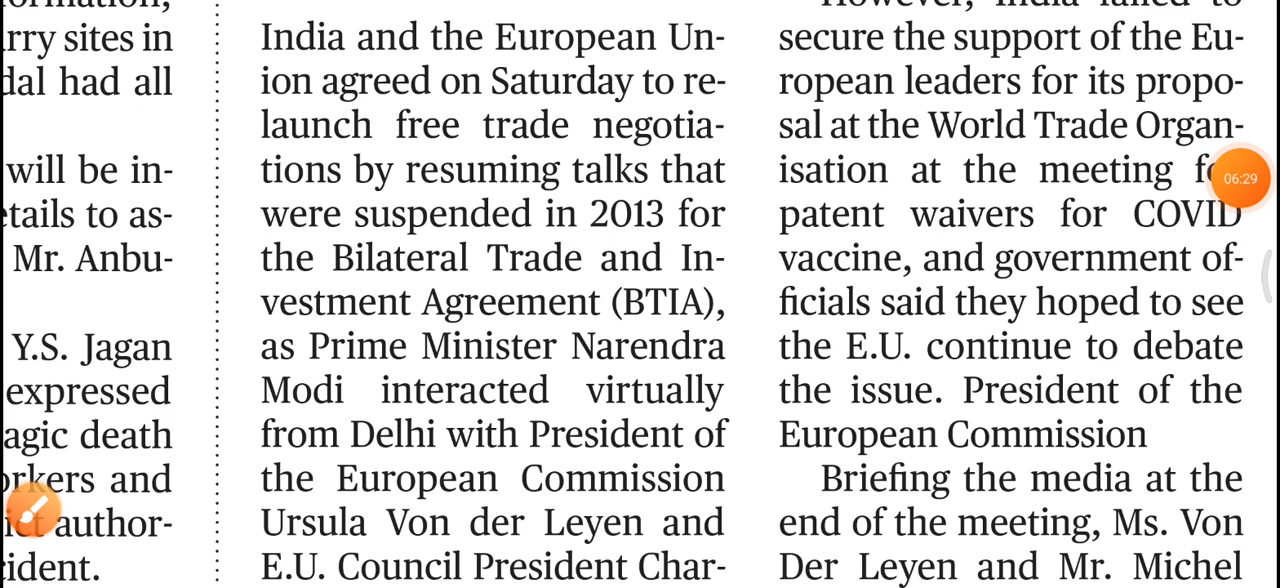 rry sites in
dal had all
will be in-
etails to as-
Mr. Anbu-
Y.S. Jagan
expressed
agic death
orkers and
author-
cident.
India and the European Un-
ion agreed on Saturday to re-
launch free trade negotia-
tions by resuming talks that
were suspended in 2013 for
the Bilateral Trade and In-
vestment Agreement (BTIA),
as Prime Minister Narendra
Modi interacted virtually
from Delhi with President of
the European Commission
Ursula Von der Leyen and
E.U. Council President Char-
However, India failed to
secure the support of the Eu-
ropean leaders for its propo-
sal at the World Trade Organ-
isation at the meeting
patent waivers for COVID
vaccine, and government of-
ficials said they hoped to see
the E.U. continue to debate
the issue. President of the
European Commission
Briefing the media at the
end of the meeting, Ms. Von
Der Leyen and Mr. Michel
06:29